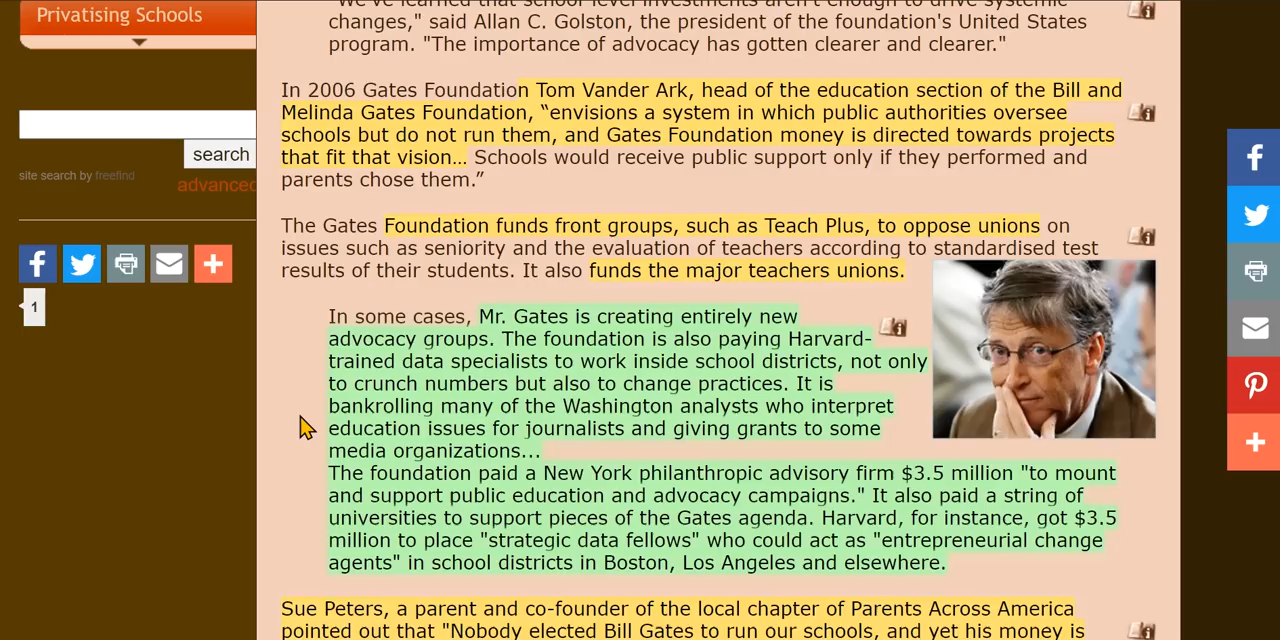 Privatising Schools
search
site search by freefind
advanced
1
"We've learned that school-level investments aren't enough to drive systemic
changes," said Allan C. Golston, the president of the foundation's United States
program. "The importance of advocacy has gotten clearer and clearer."
In 2006 Gates Foundation Tom Vander Ark, head of the education section of the Bill and
Melinda Gates Foundation, “envisions a system in which public authorities oversee
schools but do not run them, and Gates Foundation money is directed towards projects
that fit that vision… Schools would receive public support only if they performed and
parents chose them.”
The Gates Foundation funds front groups, such as Teach Plus, to oppose unions on
issues such as seniority and the evaluation of teachers according to standardised test
results of their students. It also funds the major teachers unions.
In some cases, Mr. Gates is creating entirely new
advocacy groups. The foundation is also paying Harvard-
trained data specialists to work inside school districts, not only
to crunch numbers but also to change practices. It is
bankrolling many of the Washington analysts who interpret
education issues for journalists and giving grants to some
media organizations...
The foundation paid a New York philanthropic advisory firm $3.5 million "to mount
and support public education and advocacy campaigns." It also paid a string of
universities to support pieces of the Gates agenda. Harvard, for instance, got $3.5
million to place "strategic data fellows" who could act as "entrepreneurial change
agents" in school districts in Boston, Los Angeles and elsewhere.
Sue Peters, a parent and co-founder of the local chapter of Parents Across America
pointed out that "Nobody elected Bill Gates to run our schools, and yet his money is